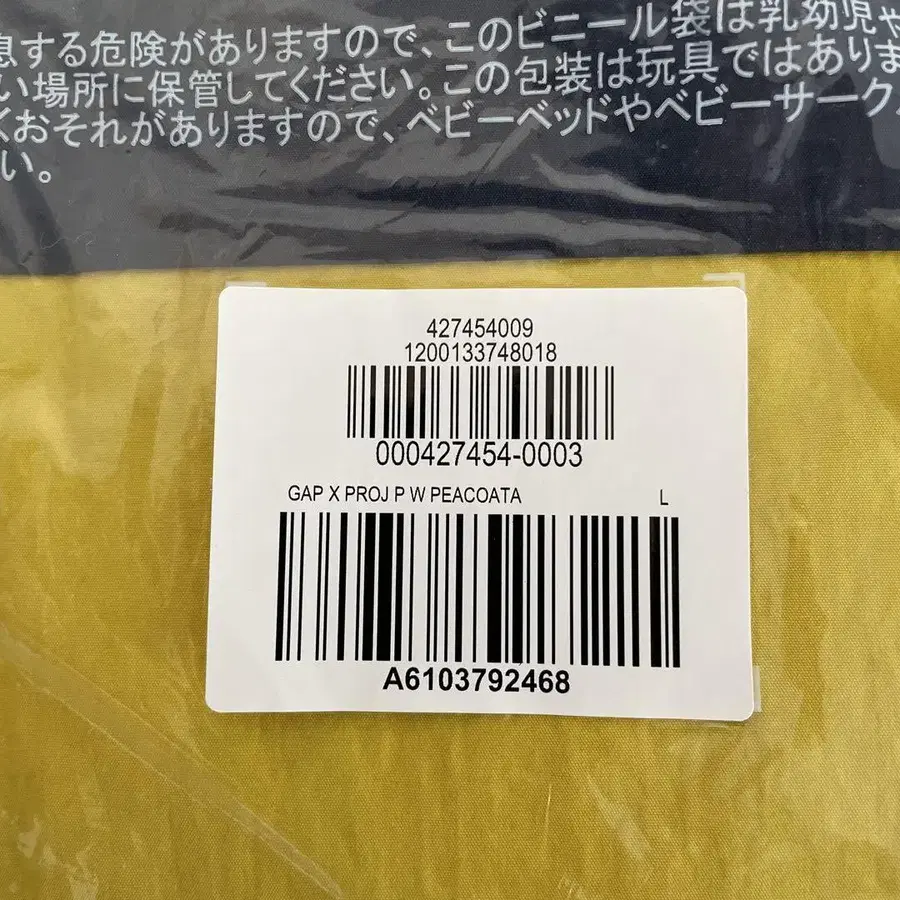 息する危険がありますので、このビニール袋は乳幼児や
い場所に保管してください。この包装は玩具ではありま
おそれがありますので、ベビーベッドやベビーサーク
い。
427454009
1200133748018
000427454-0003
GAP X PROJ P W PEACOATA L
A6103792468